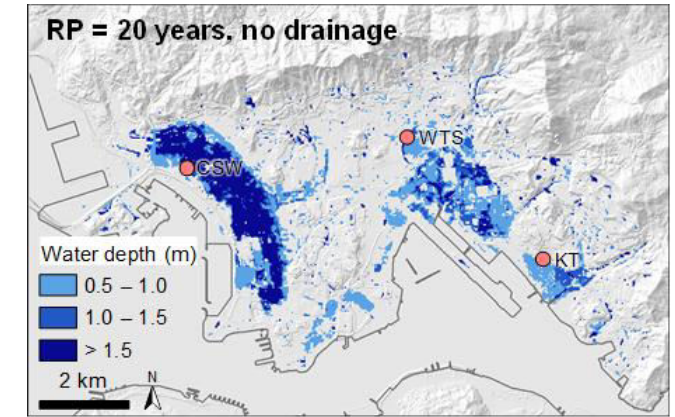 RP = 20 years, no drainage
WTS
CSW
KT
Water depth (m)
0.5 – 1.0
1.0 – 1.5
> 1.5
2 km N